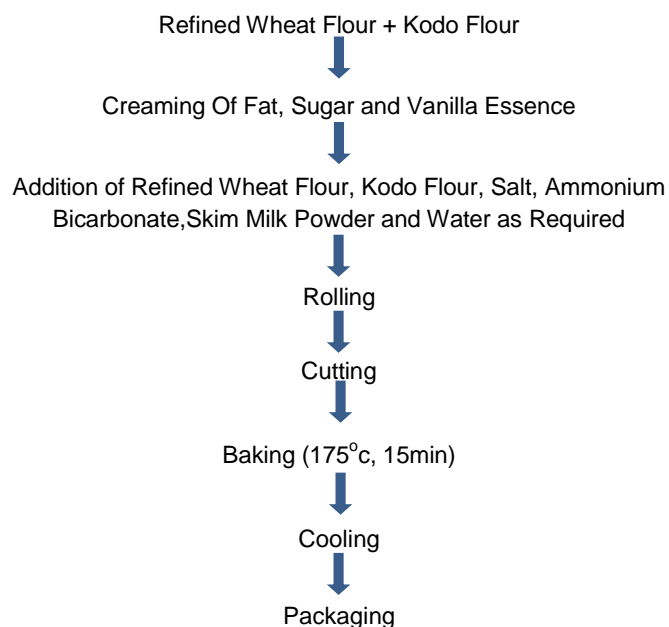 Refined Wheat Flour + Kodo Flour
Creaming Of Fat, Sugar and Vanilla Essence
Addition of Refined Wheat Flour, Kodo Flour, Salt, Ammonium
Bicarbonate,Skim Milk Powder and Water as Required
Rolling
Cutting
Baking (175°c, 15min)
Cooling
Packaging